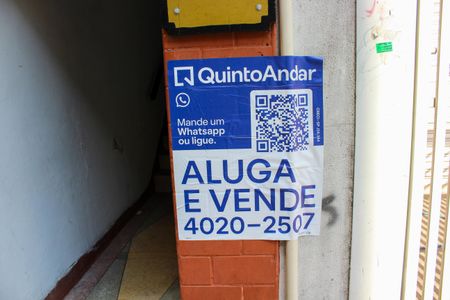 QuintoAndar
Mande um
Whatsapp
ou ligue.
ALUGA
E VENDE
4020-2507